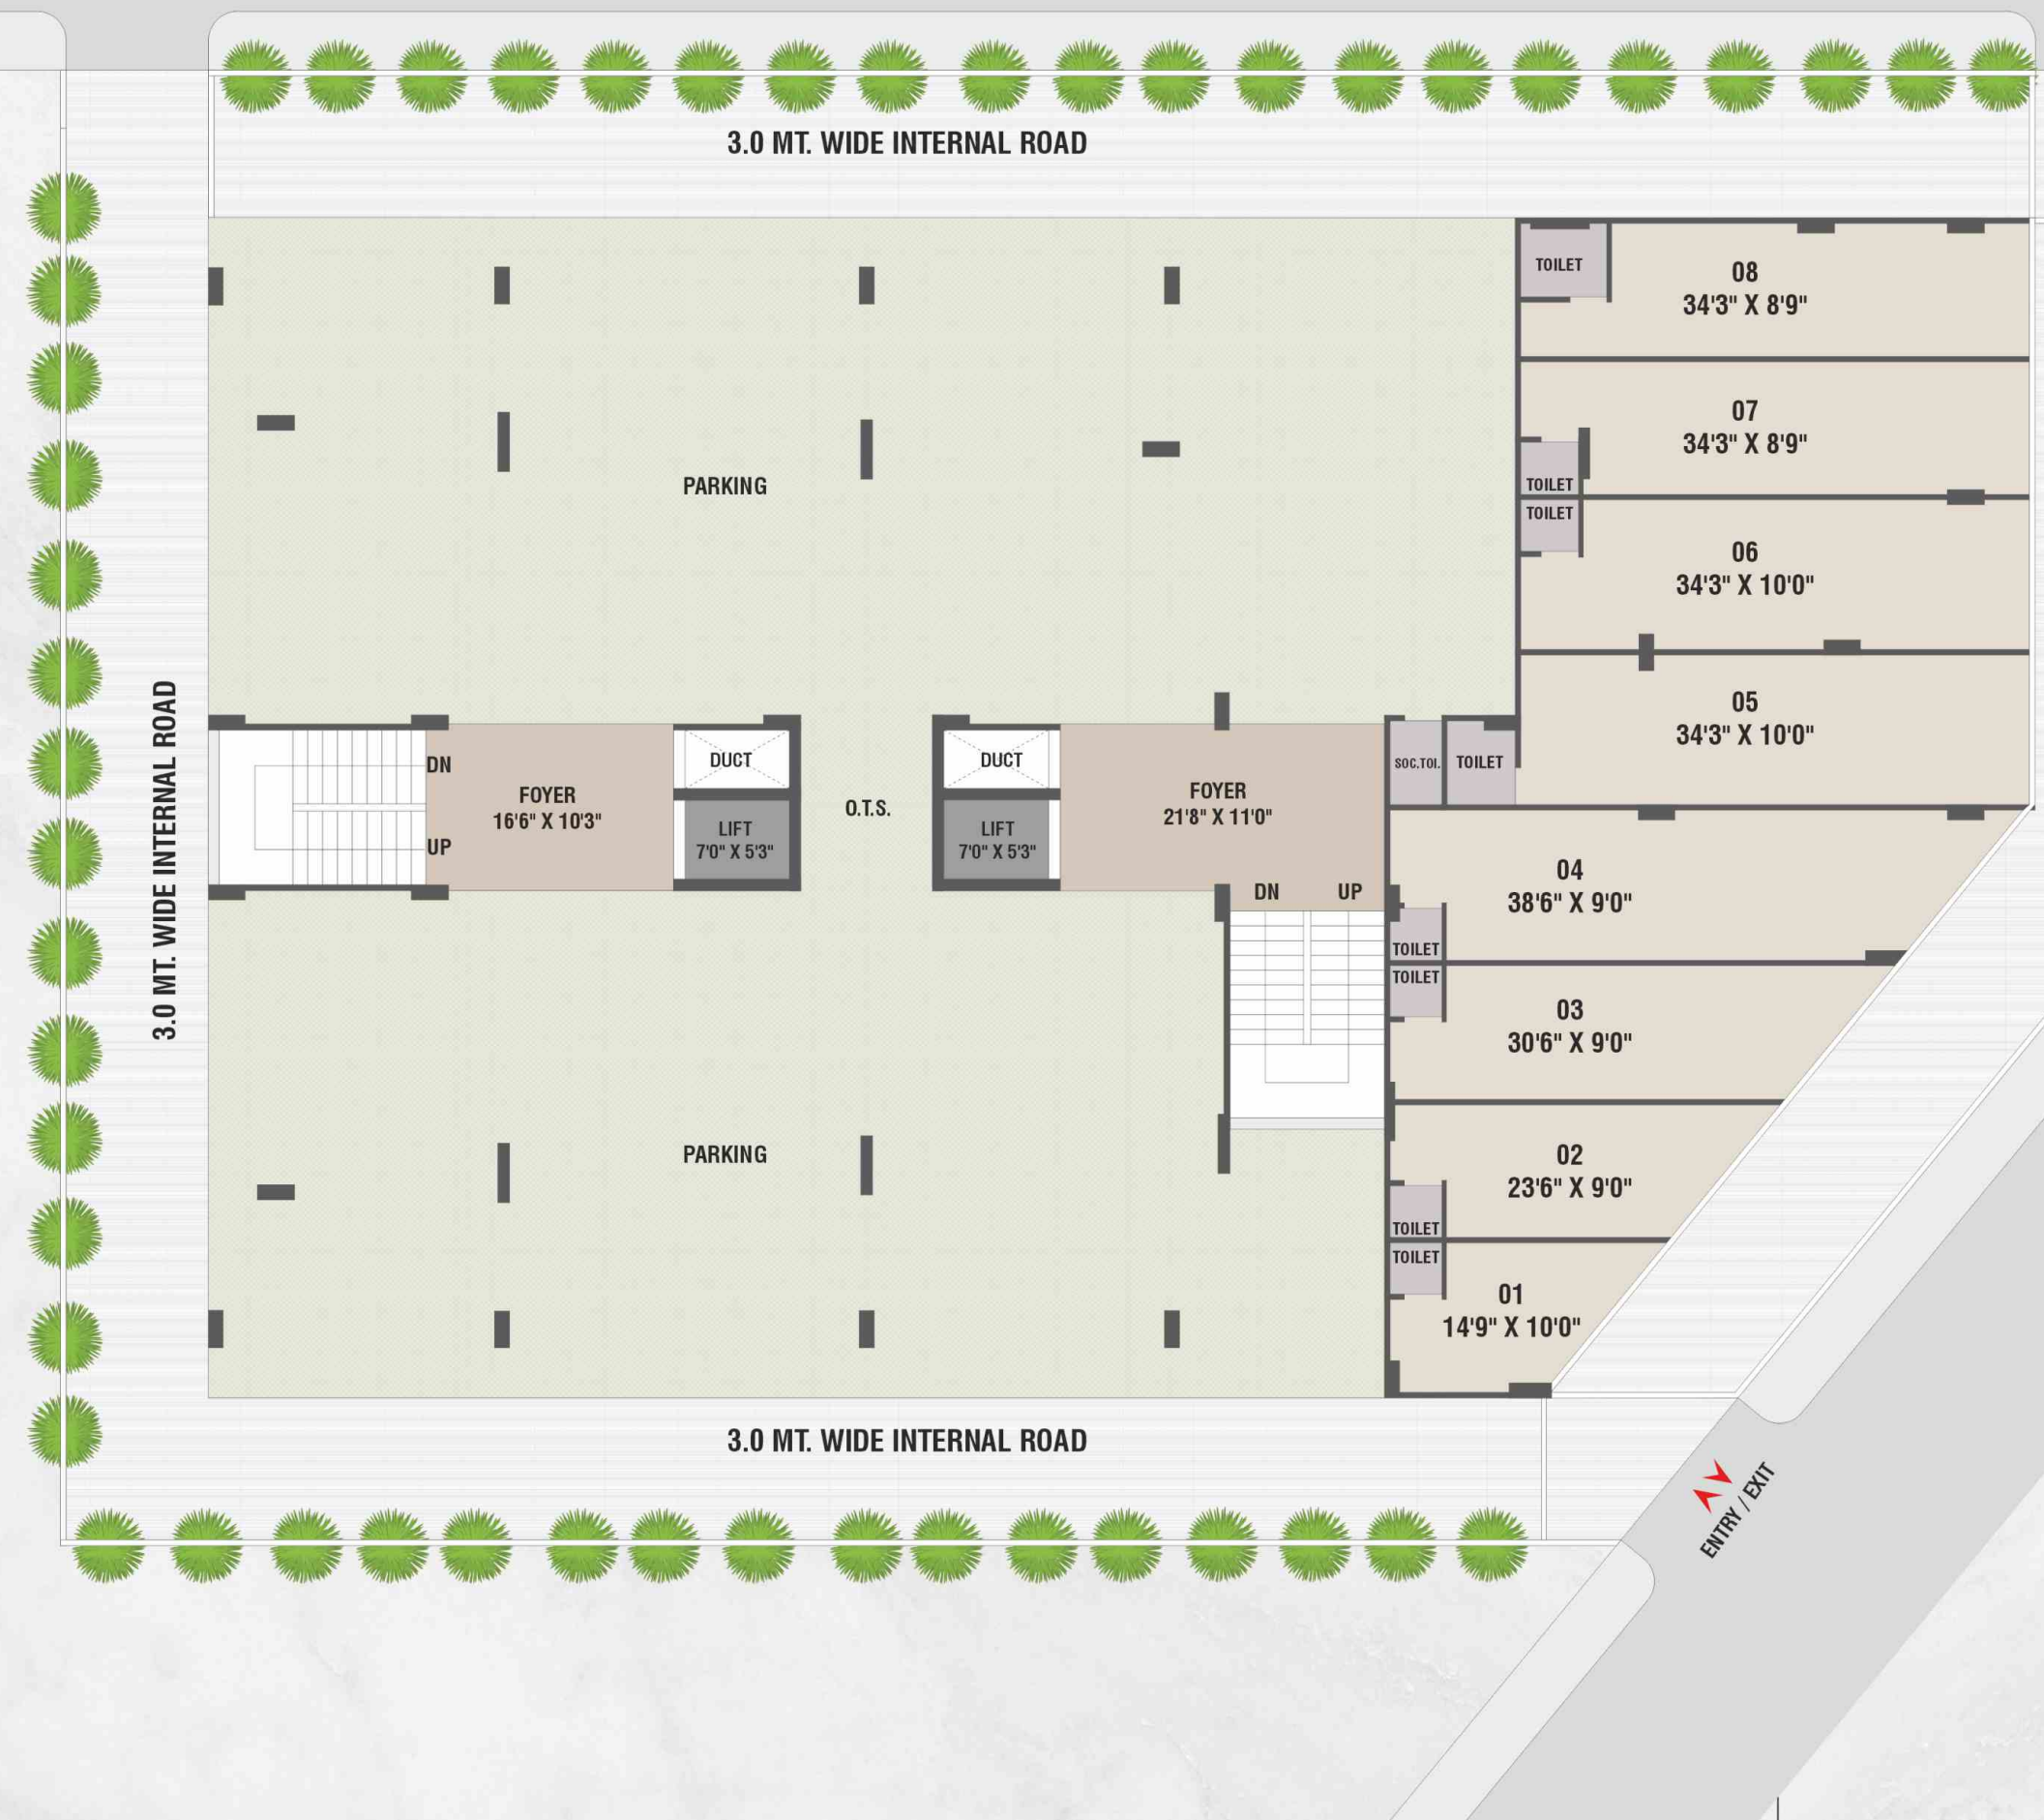 3.0 MT. WIDE INTERNAL ROAD
TOILET
08
34'3" X 8'9"
07
34'3" X 8'9"
TOILET
TOILET
PARKING
06
34'3" X 10'0"
05
34'3" X 10'0"
3.0 MT. WIDE INTERNAL ROAD
DN
UP
FOYER
16'6" X 10'3"
DUCT
LIFT
7'0" X 5'3"
O.T.S.
DUCT
LIFT
7'0" X 5'3"
FOYER
21'8" X 11'0"
DN
UP
SOC.TOI.
TOILET
04
38'6" X 9'0"
TOILET
TOILET
03
30'6" X 9'0"
PARKING
02
23'6" X 9'0"
TOILET
TOILET
01
14'9" X 10'0"
3.0 MT. WIDE INTERNAL ROAD
ENTRY / EXIT